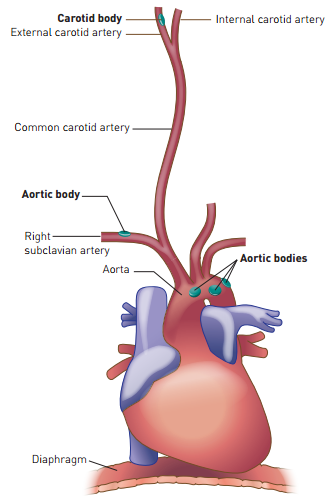 Carotid body
External carotid artery
Internal carotid artery
Common carotid artery
Aortic body
Right
subclavian artery
Aorta
Aortic bodies
Diaphragm